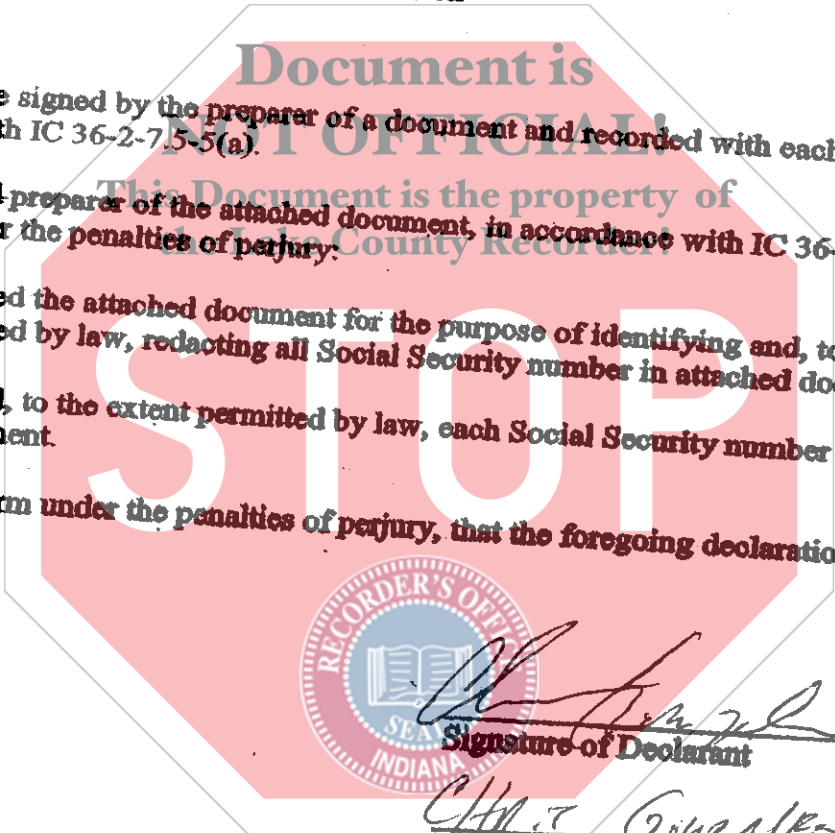 Document is
e signed by the preparer of a document and recorded with each
th IC 36-2-7.5-5(a).
NOT OFFICIAL!
This Document is the property of
the Lake County Recorder!
preparer of the attached document, in accordance with IC 36-
r the penalties of perjury:
ed the attached document for the purpose of identifying and, to
ed by law, redacting all Social Security number in attached do
, to the extent permitted by law, each Social Security number
ment.
rm under the penalties of perjury, that the foregoing declaratio
STOP
RECORDER'S OFFICE
SEAL
INDIANA
Signature of Declarant